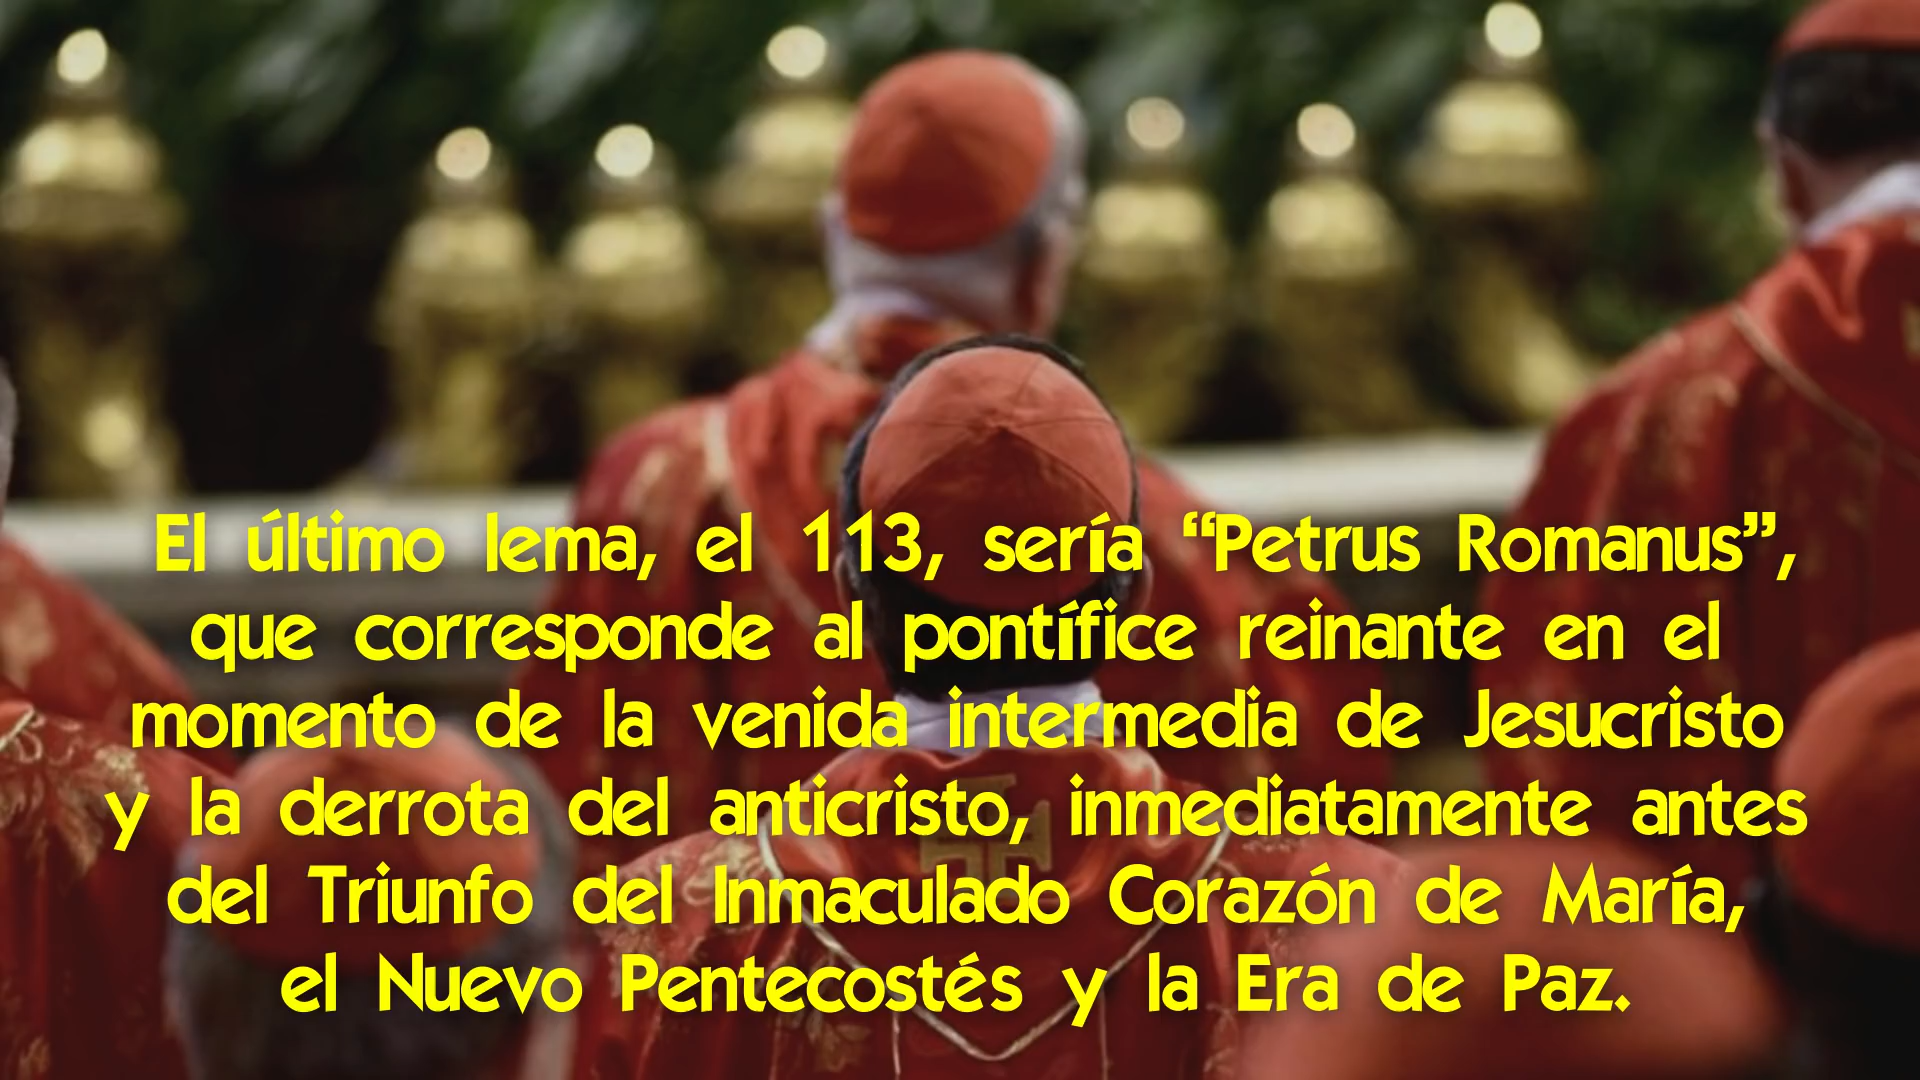 El último lema, el 113, sería “Petrus Romanus”,
que corresponde al pontífice reinante en el
momento de la venida intermedia de Jesucristo
y la derrota del anticristo, inmediatamente antes
del Triunfo del Inmaculado Corazón de María,
el Nuevo Pentecostés y la Era de Paz.